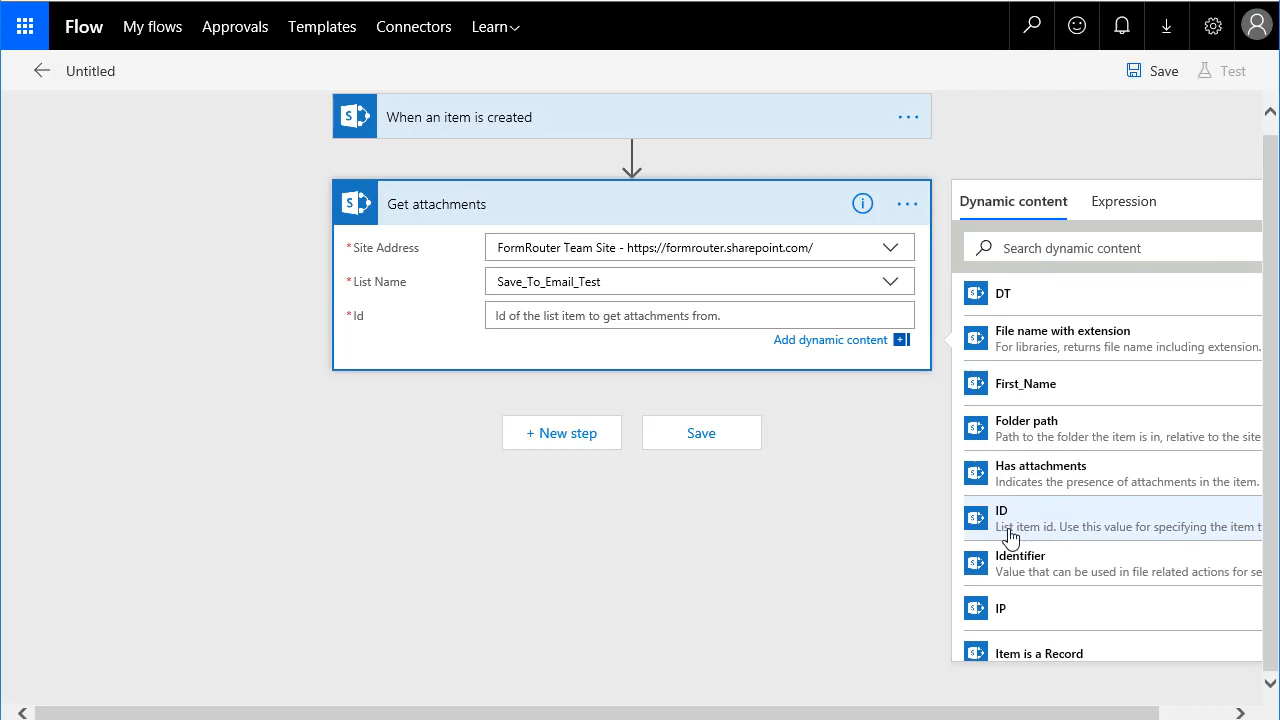 Flow My flows Approvals Templates Connectors Learn
Untitled Save Test
When an item is created
Get attachments
*Site Address FormRouter Team Site - https://formrouter.sharepoint.com/
*List Name Save_To_Email_Test
*Id Id of the list item to get attachments from.
Add dynamic content
+ New step Save
Dynamic content Expression
Search dynamic content
DT
File name with extension
For libraries, returns file name including extension.
First_Name
Folder path
Path to the folder the item is in, relative to the site
Has attachments
Indicates the presence of attachments in the item.
ID
List item id. Use this value for specifying the item t
Identifier
Value that can be used in file related actions for se
IP
Item is a Record